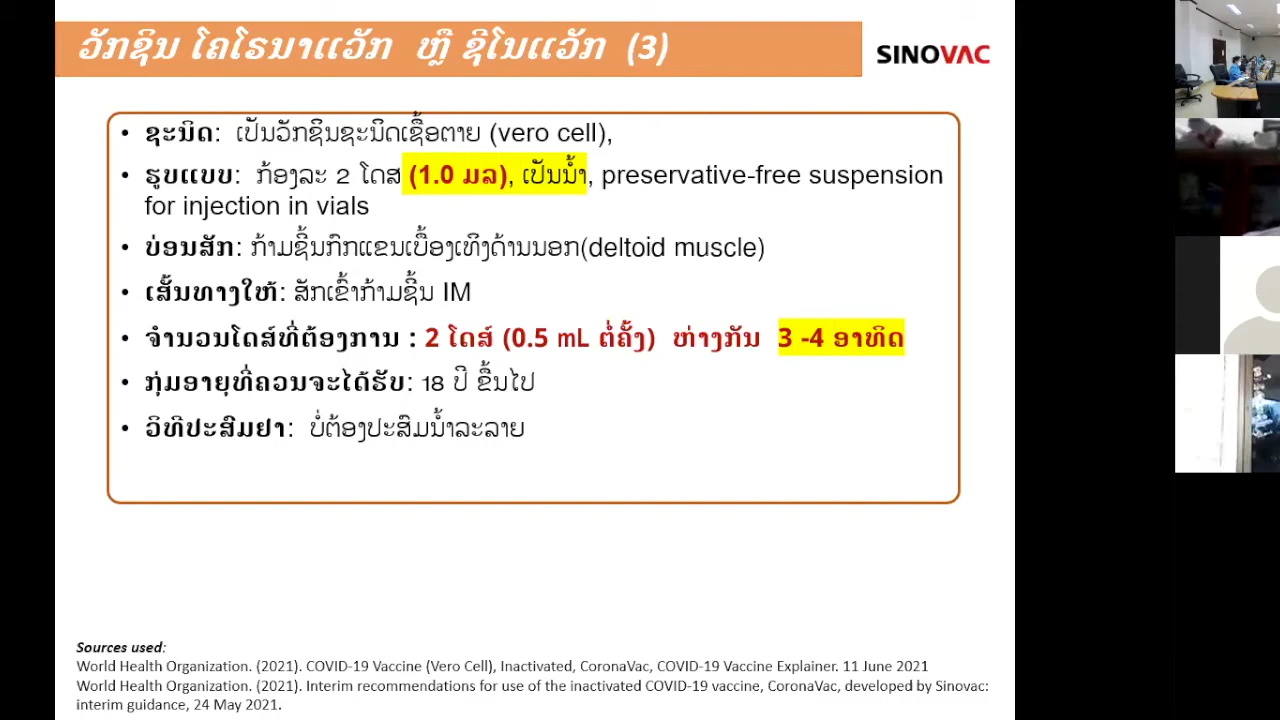 ວັກຊິນ ໂຄໂຣນາແວັກ ຫຼື ຊີໂນແວັກ (3)
SINOVAC
• ຊະນິດ: ເປັນວັກຊິນຊະນິດເຊື້ອຕາຍ (vero cell),
• ຮູບແບບ: ກ້ອງລະ 2 ໂດສ (1.0 ມລ), ເປັນນ້ຳ, preservative-free suspension
for injection in vials
• ບ່ອນສັກ: ກ້າມຊີ້ນກົກແຂນເບື້ອງເທິງດ້ານນອກ(deltoid muscle)
• ເສັ້ນທາງໃຫ້: ສັກເຂົ້າກ້າມຊີ້ນ IM
• ຈຳນວນໂດສ໌ທີ່ຕ້ອງການ : 2 ໂດສ໌ (0.5 mL ຕໍ່ຄັ້ງ) ຫ່າງກັນ 3 -4 ອາທິດ
• ກຸ່ມອາຍຸທີ່ຄວນຈະໄດ້ຮັບ: 18 ປີ ຂື້ນໄປ
• ວິທີປະສົມຢາ: ບໍ່ຕ້ອງປະສົມນ້ຳລະລາຍ
Sources used:
World Health Organization. (2021). COVID-19 Vaccine (Vero Cell), Inactivated, CoronaVac, COVID-19 Vaccine Explainer. 11 June 2021
World Health Organization. (2021). Interim recommendations for use of the inactivated COVID-19 vaccine, CoronaVac, developed by Sinovac:
interim guidance, 24 May 2021.